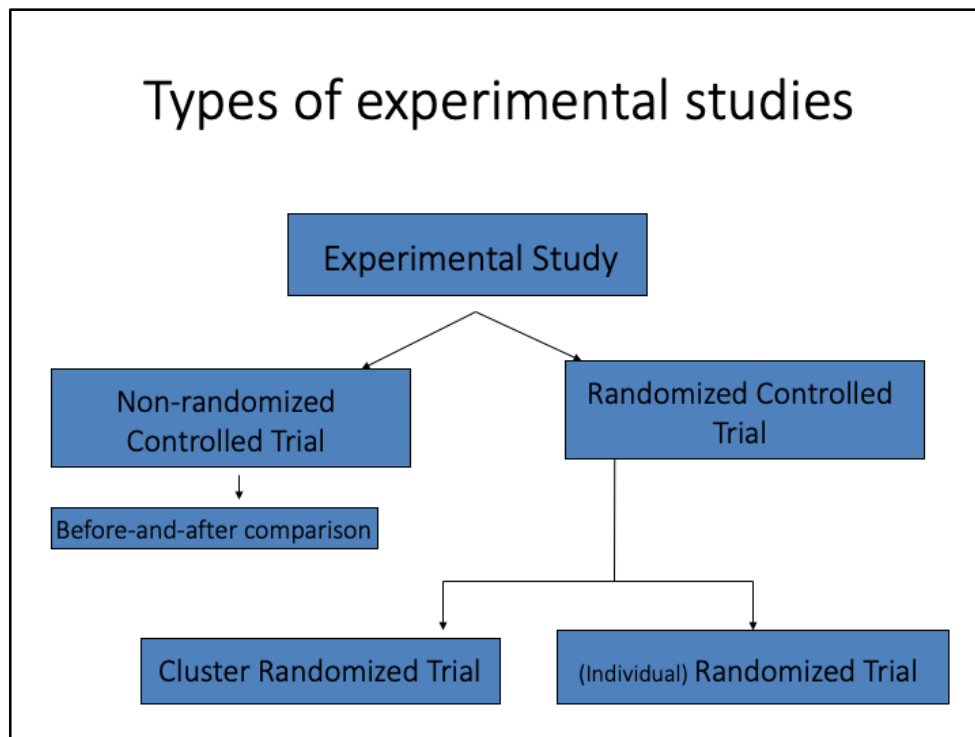 Types of experimental studies
Experimental Study
Non-randomized
Controlled Trial
Randomized Controlled
Trial
Before-and-after comparison
Cluster Randomized Trial
(Individual) Randomized Trial